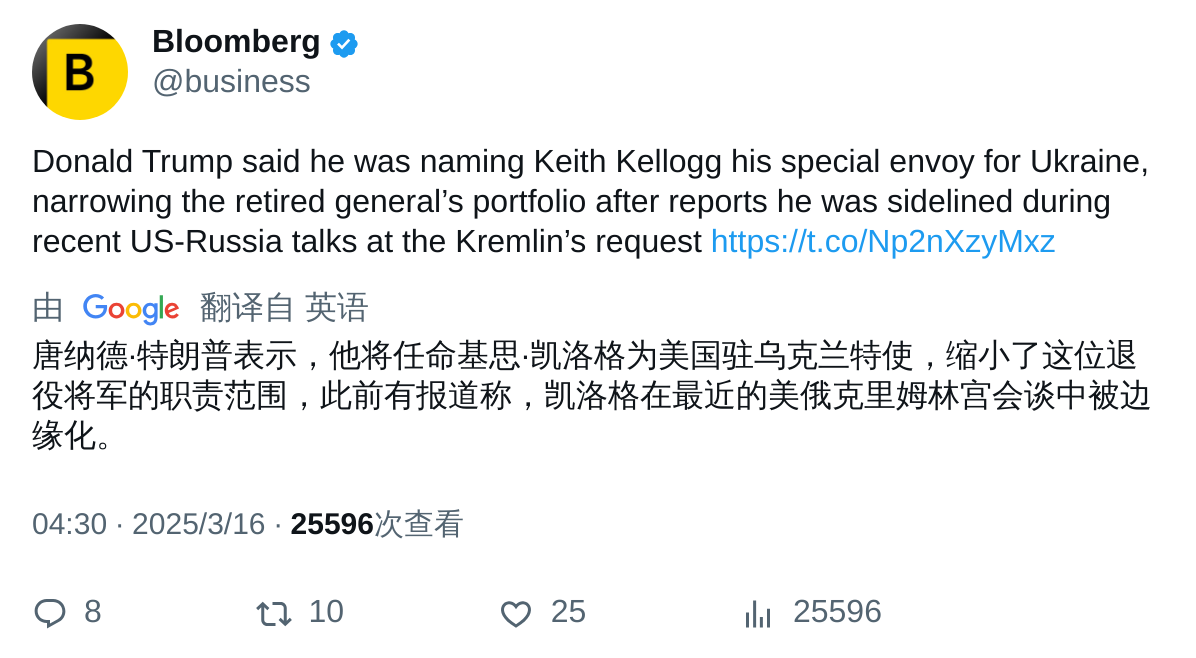 B
Bloomberg
@business
Donald Trump said he was naming Keith Kellogg his special envoy for Ukraine,
narrowing the retired general’s portfolio after reports he was sidelined during
recent US-Russia talks at the Kremlin’s request https://t.co/Np2nXzyMxz
由 Google 翻译自 英语
唐纳德·特朗普表示，他将任命基思·凯洛格为美国驻乌克兰特使，缩小了这位退
役将军的职责范围，此前有报道称，凯洛格在最近的美俄克里姆林宫会谈中被边
缘化。
04:30 · 2025/3/16 · 25596次查看
8 10 25 25596